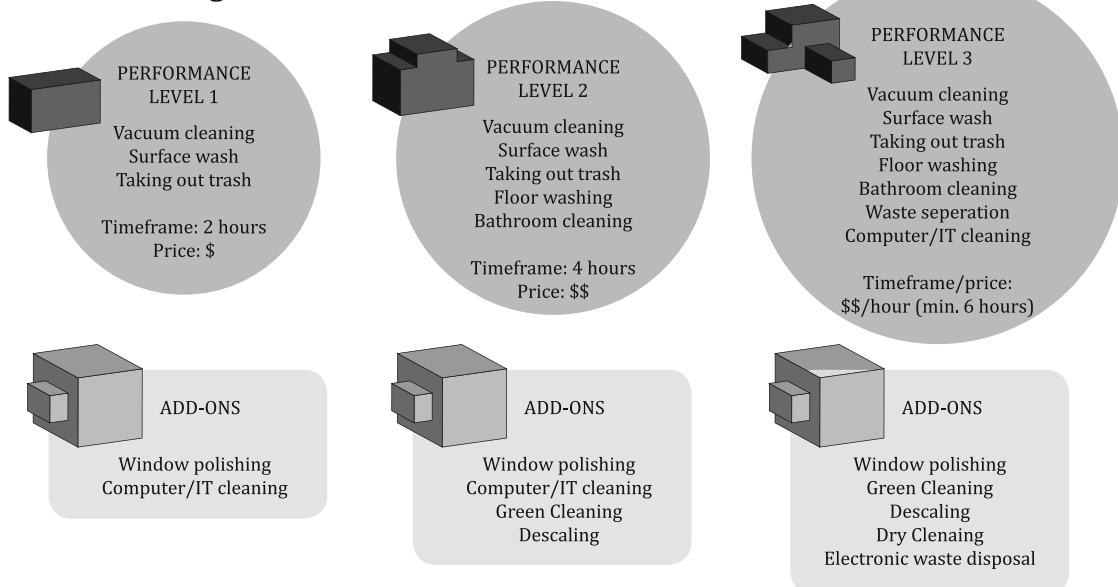 PERFORMANCE
LEVEL 1
Vacuum cleaning
Surface wash
Taking out trash
Timeframe: 2 hours
Price: $
PERFORMANCE
LEVEL 2
Vacuum cleaning
Surface wash
Taking out trash
Floor washing
Bathroom cleaning
Timeframe: 4 hours
Price: $$
PERFORMANCE
LEVEL 3
Vacuum cleaning
Surface wash
Taking out trash
Floor washing
Bathroom cleaning
Waste seperation
Computer/IT cleaning
Timeframe/price:
$$/hour (min. 6 hours)
ADD-ONS
Window polishing
Computer/IT cleaning
ADD-ONS
Window polishing
Computer/IT cleaning
Green Cleaning
Descaling
ADD-ONS
Window polishing
Green Cleaning
Descaling
Dry Clenaing
Electronic waste disposal